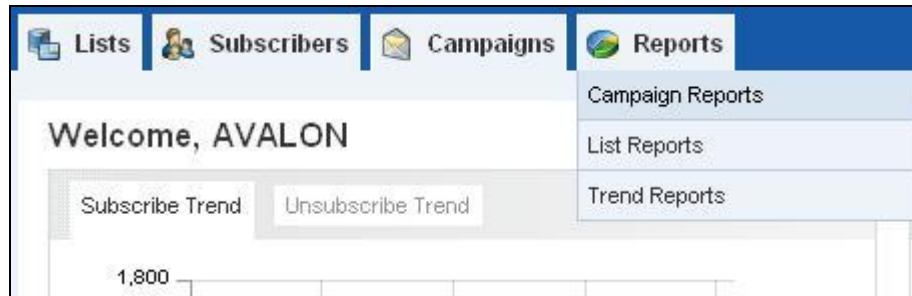 Lists Subscribers Campaigns Reports
Campaign Reports
Welcome, AVALON
List Reports
Subscribe Trend Unsubscribe Trend
Trend Reports
1,800